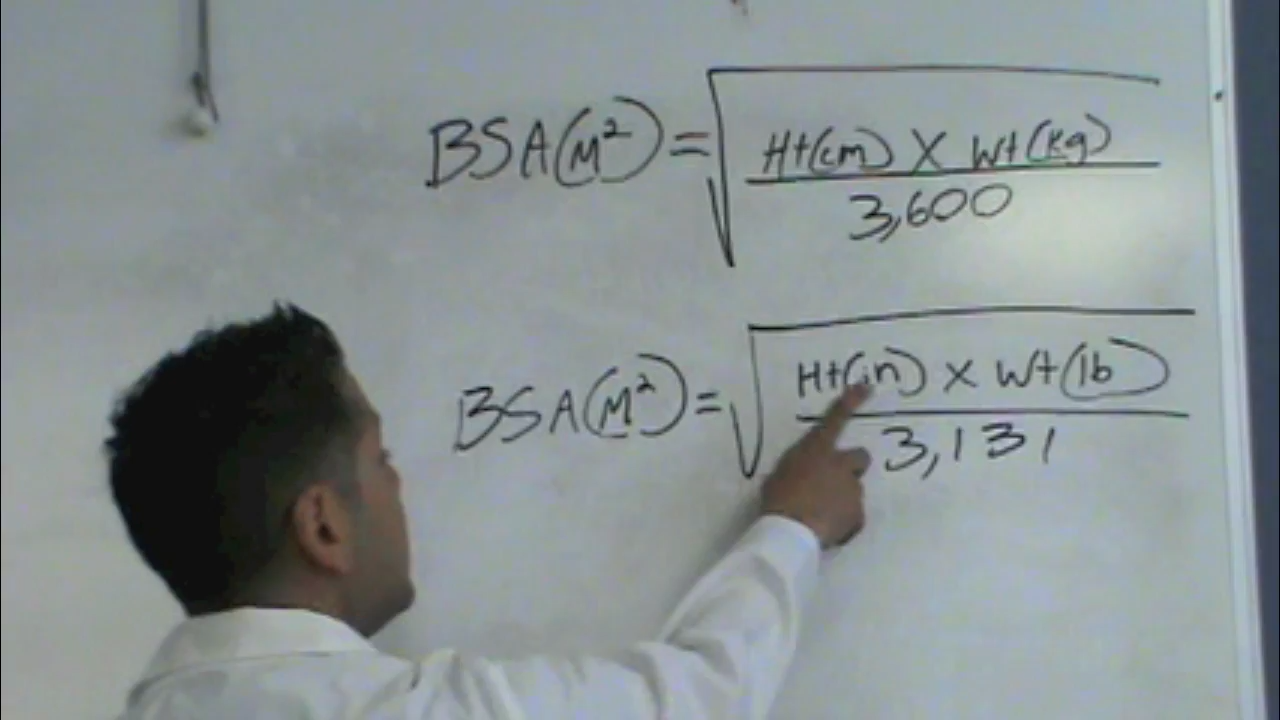 BSA(M²) = √ Ht(cm) X Wt(kg)
3,600
BSA(M²) = √ Ht(in) X Wt(lb)
3,131